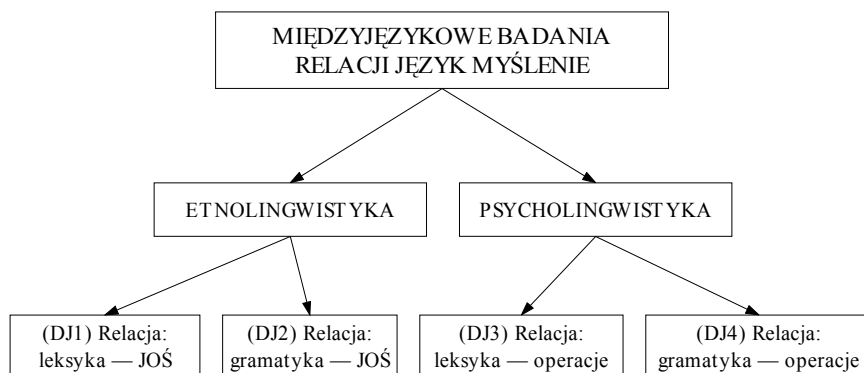 MIĘDZYJĘZYKOWE BADANIA
RELACJI JĘZYK MYŚLENIE
ETNOLINGWISTYKA
PSYCHOLINGWISTYKA
(DJ1) Relacja:
leksyka — JOŚ
(DJ2) Relacja:
gramatyka — JOŚ
(DJ3) Relacja:
leksyka — operacje
(DJ4) Relacja:
gramatyka — operacje